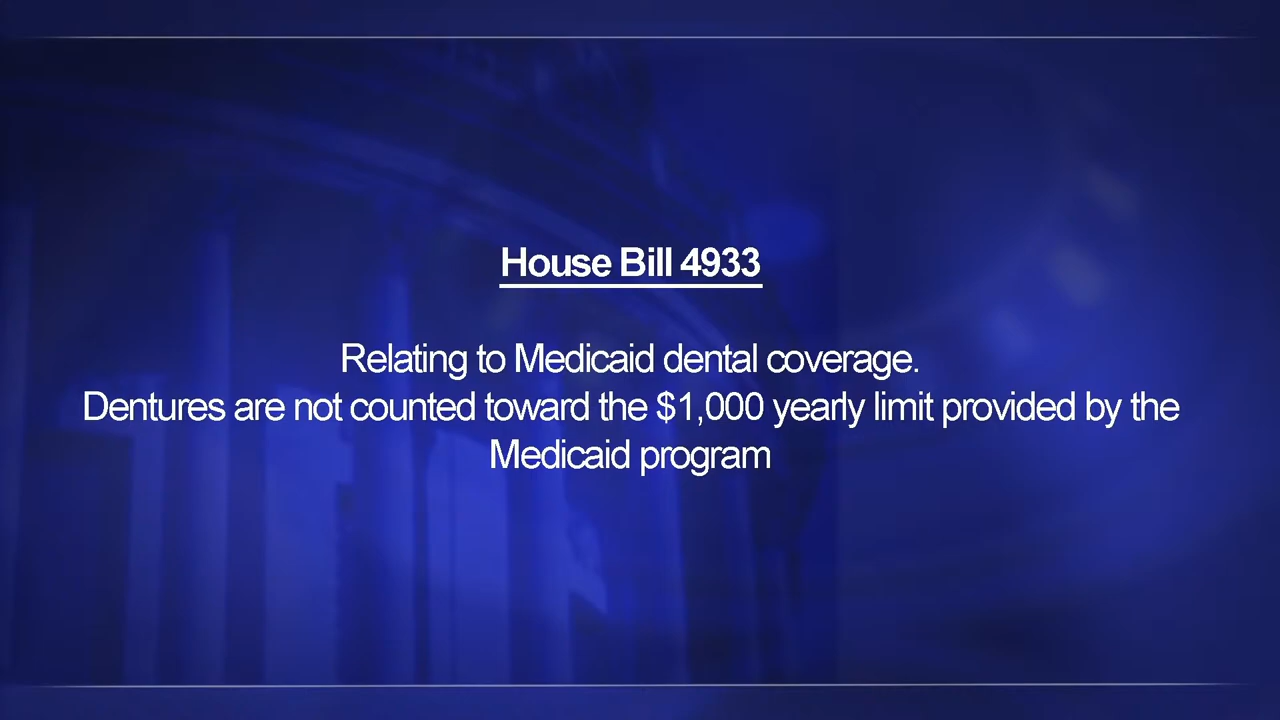 House Bill 4933
Relating to Medicaid dental coverage.
Dentures are not counted toward the $1,000 yearly limit provided by the
Medicaid program